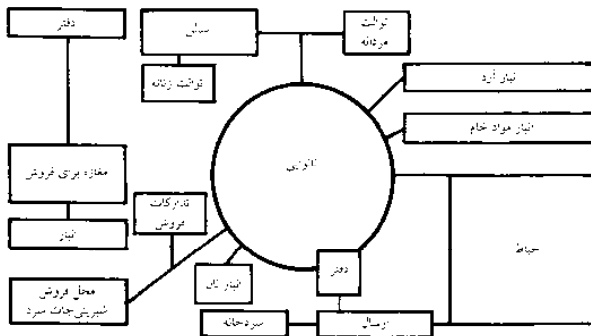 توالت
مردانه
سالن
دفتر
توالت زنانه
انبار آرد
انبار مواد خام
نانوایی
مغازه برای فروش
تدارکات
فروش
انبار
حیاط
دفتر
انبار نان
محل فروش
شیرینی‌جات سرد
ارسال
سردخانه